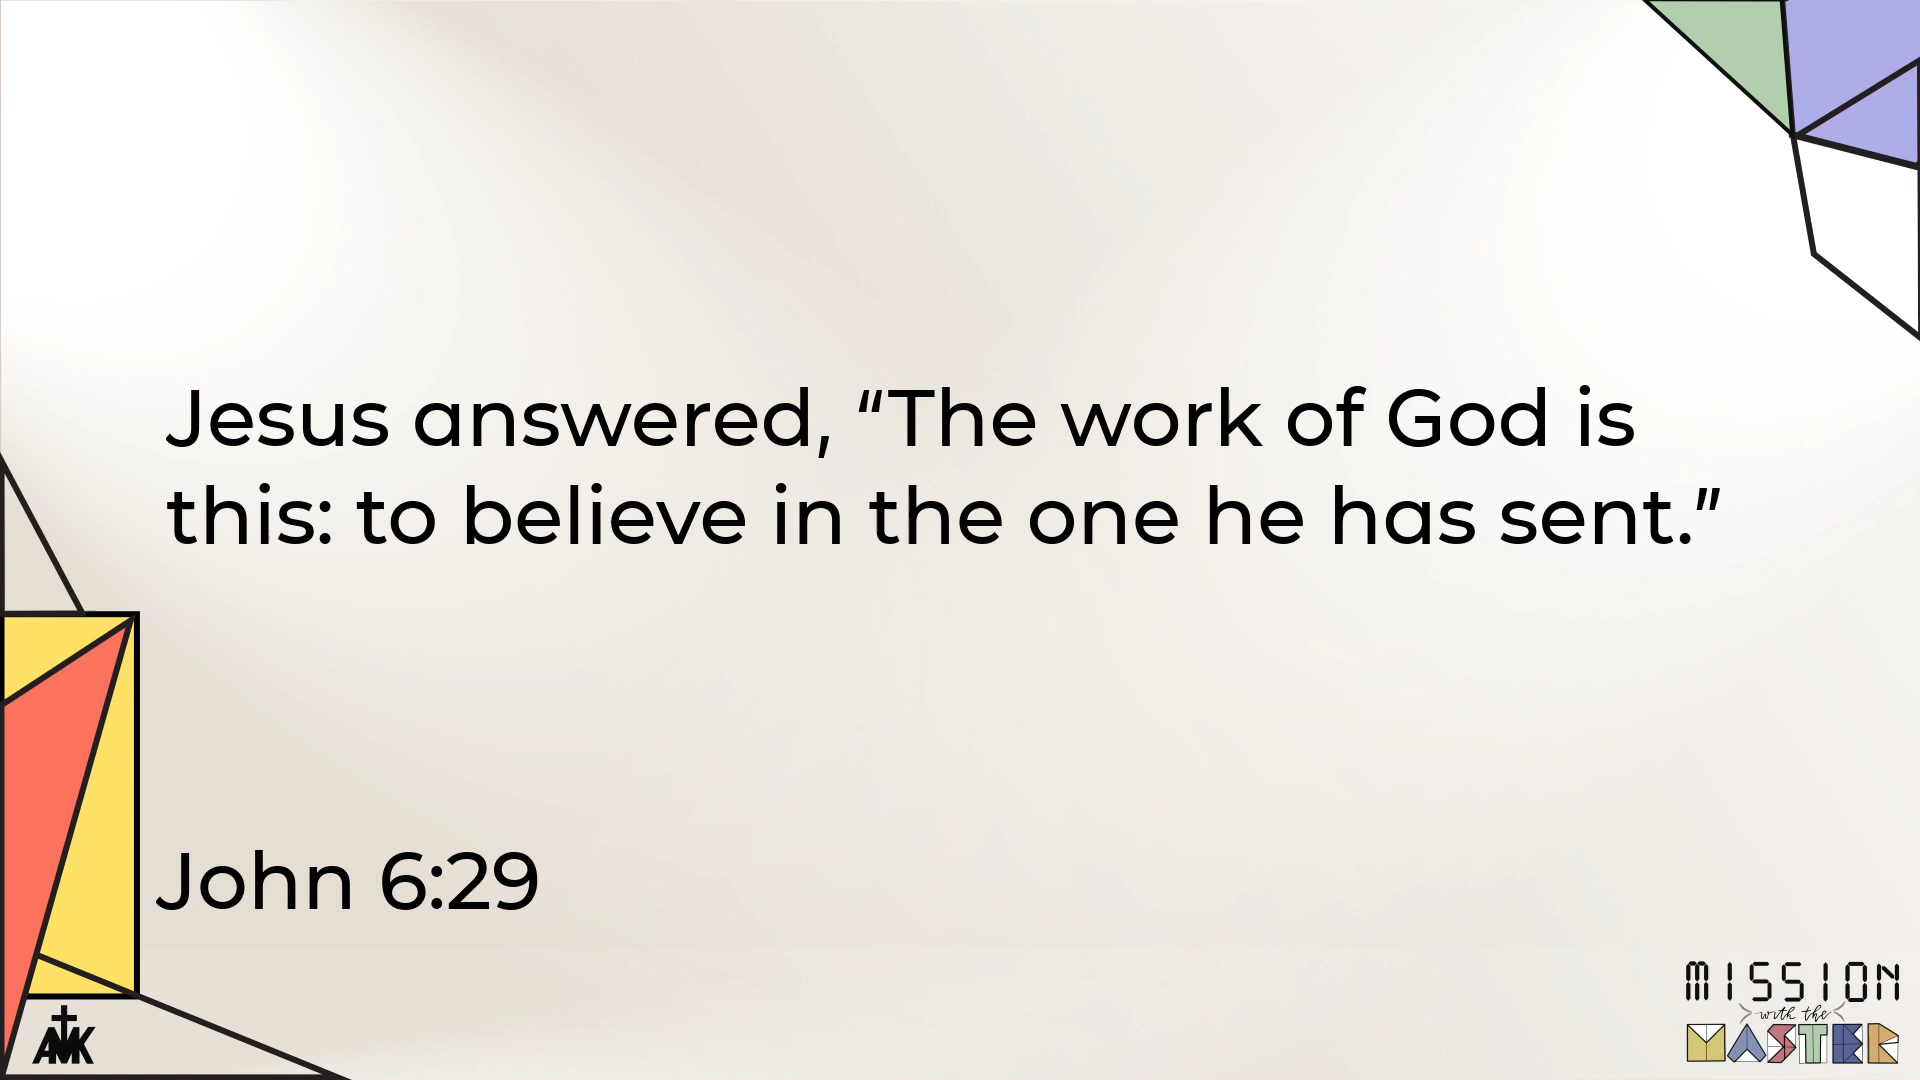 Jesus answered, “The work of God is
this: to believe in the one he has sent.”
John 6:29
AMK
MISSION
with the
MASTER